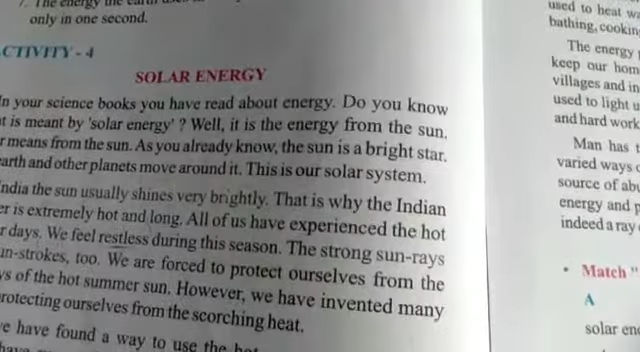 only in one second.
ACTIVITY - 4
SOLAR ENERGY
In your science books you have read about energy. Do you know
is meant by 'solar energy' ? Well, it is the energy from the sun.
means from the sun. As you already know, the sun is a bright star.
earth and other planets move around it. This is our solar system.
India the sun usually shines very brightly. That is why the Indian
is extremely hot and long. All of us have experienced the hot
days. We feel restless during this season. The strong sun-rays
sun-strokes, too. We are forced to protect ourselves from the
of the hot summer sun. However, we have invented many
protecting ourselves from the scorching heat.
have found a way to use the
used to heat
bathing, cooking
The energy
keep our
villages and in
used to light
and hard work
Man has
varied ways
source of
energy and
indeed a ray
• Match "
A
solar